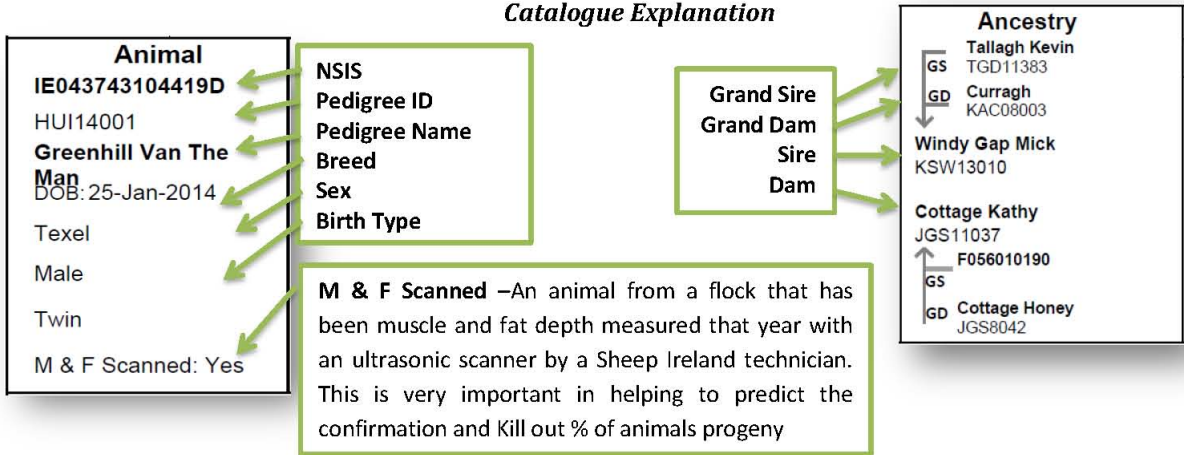 Catalogue Explanation
Animal
IE043743104419D
HUI14001
Greenhill Van The
Man
DOB: 25-Jan-2014
Texel
Male
Twin
M & F Scanned: Yes
NSIS
Pedigree ID
Pedigree Name
Breed
Sex
Birth Type
M & F Scanned –An animal from a flock that has
been muscle and fat depth measured that year with
an ultrasonic scanner by a Sheep Ireland technician.
This is very important in helping to predict the
confirmation and Kill out % of animals progeny
Grand Sire
Grand Dam
Sire
Dam
Ancestry
Tallagh Kevin
GS TGD11383
GD Curragh
KAC08003
Windy Gap Mick
KSW13010
Cottage Kathy
JGS11037
F056010190
GS
GD Cottage Honey
JGS8042